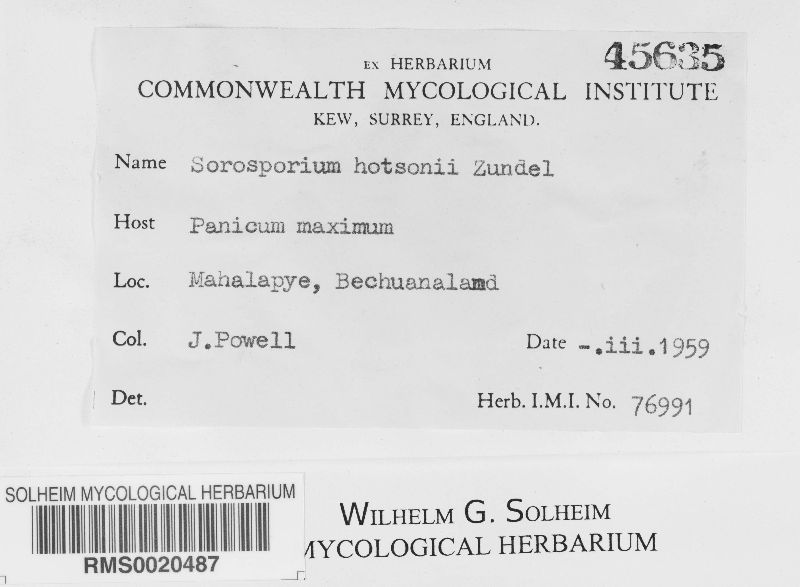 45635
EX HERBARIUM
COMMONWEALTH MYCOLOGICAL INSTITUTE
KEW, SURREY, ENGLAND.
Name Sorosporium hotsonii Zundel
Host Panicum maximum
Loc. Mahalapye, Bechuanaland
Col. J.Powell Date -.iii.1959
Det. Herb. I.M.I. No. 76991
SOLHEIM MYCOLOGICAL HERBARIUM
RMS0020487
WILHELM G. SOLHEIM
MYCOLOGICAL HERBARIUM